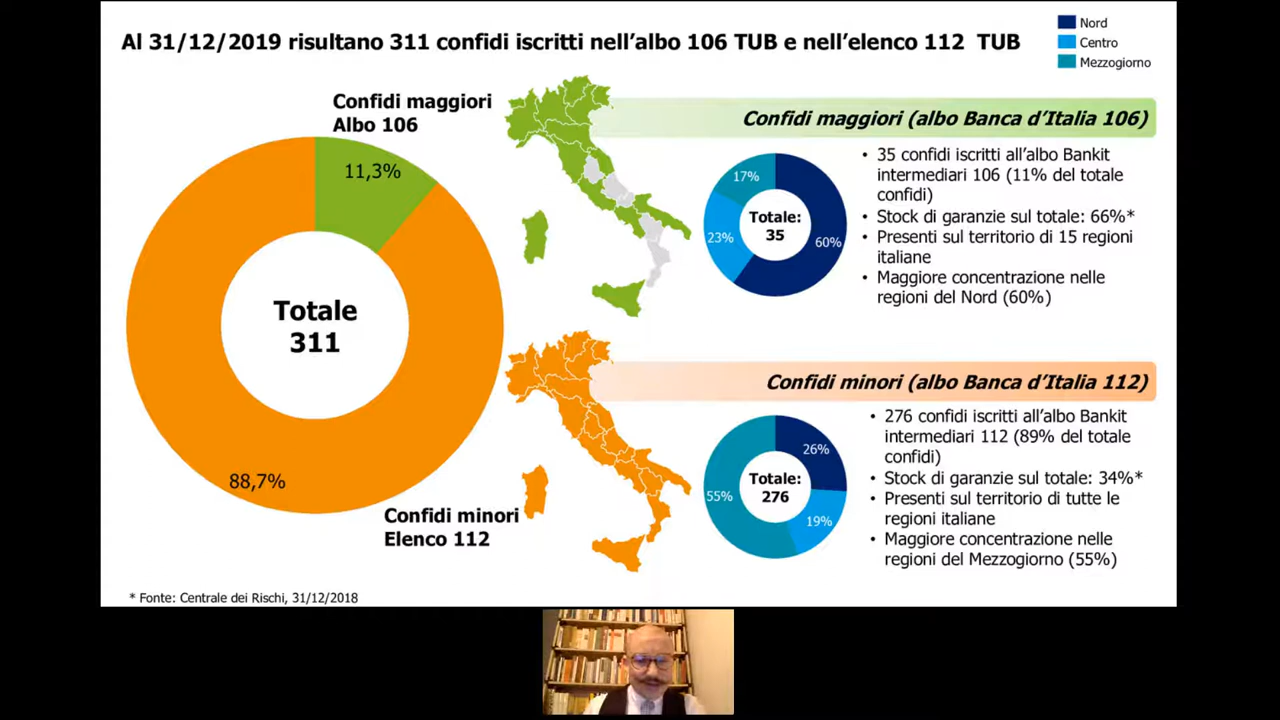 Al 31/12/2019 risultano 311 confidi iscritti nell’albo 106 TUB e nell’elenco 112 TUB
Nord
Centro
Mezzogiorno
Confidi maggiori
Albo 106
11,3%
Totale
311
88,7%
Confidi minori
Elenco 112
Confidi maggiori (albo Banca d’Italia 106)
17%
23%
60%
Totale:
35
• 35 confidi iscritti all’albo Bankit
intermediari 106 (11% del totale
confidi)
• Stock di garanzie sul totale: 66%*
• Presenti sul territorio di 15 regioni
italiane
• Maggiore concentrazione nelle
regioni del Nord (60%)
Confidi minori (albo Banca d’Italia 112)
26%
55%
19%
Totale:
276
• 276 confidi iscritti all’albo Bankit
intermediari 112 (89% del totale
confidi)
• Stock di garanzie sul totale: 34%*
• Presenti sul territorio di tutte le
regioni italiane
• Maggiore concentrazione nelle
regioni del Mezzogiorno (55%)
* Fonte: Centrale dei Rischi, 31/12/2018